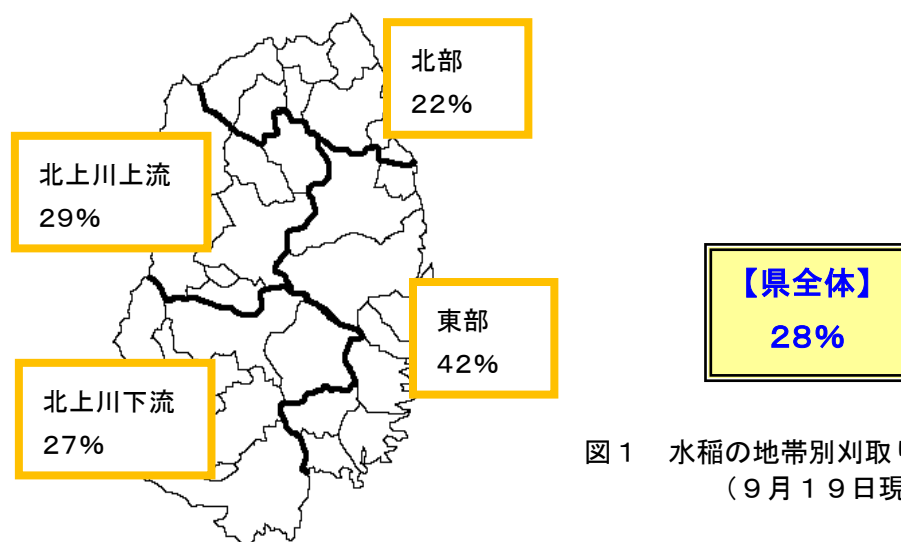 北部
22%
北上川上流
29%
【県全体】
28%
東部
42%
北上川下流
27%
図１　水稲の地帯別刈取
（９月１９日現